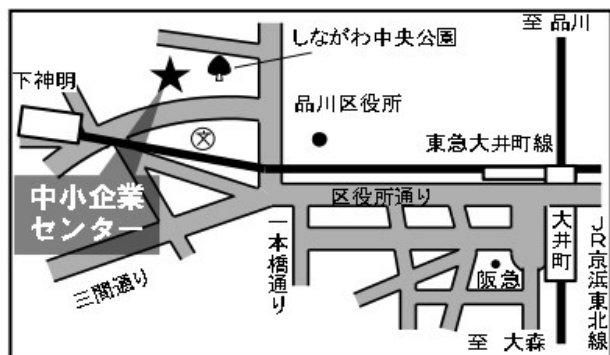 至 品川
しながわ中央公園
下神明
品川区役所
東急大井町線
文
中小企業
センター
区役所通り
一本橋通り
三間通り
大井町
JR京浜東北線
阪急
至 大森